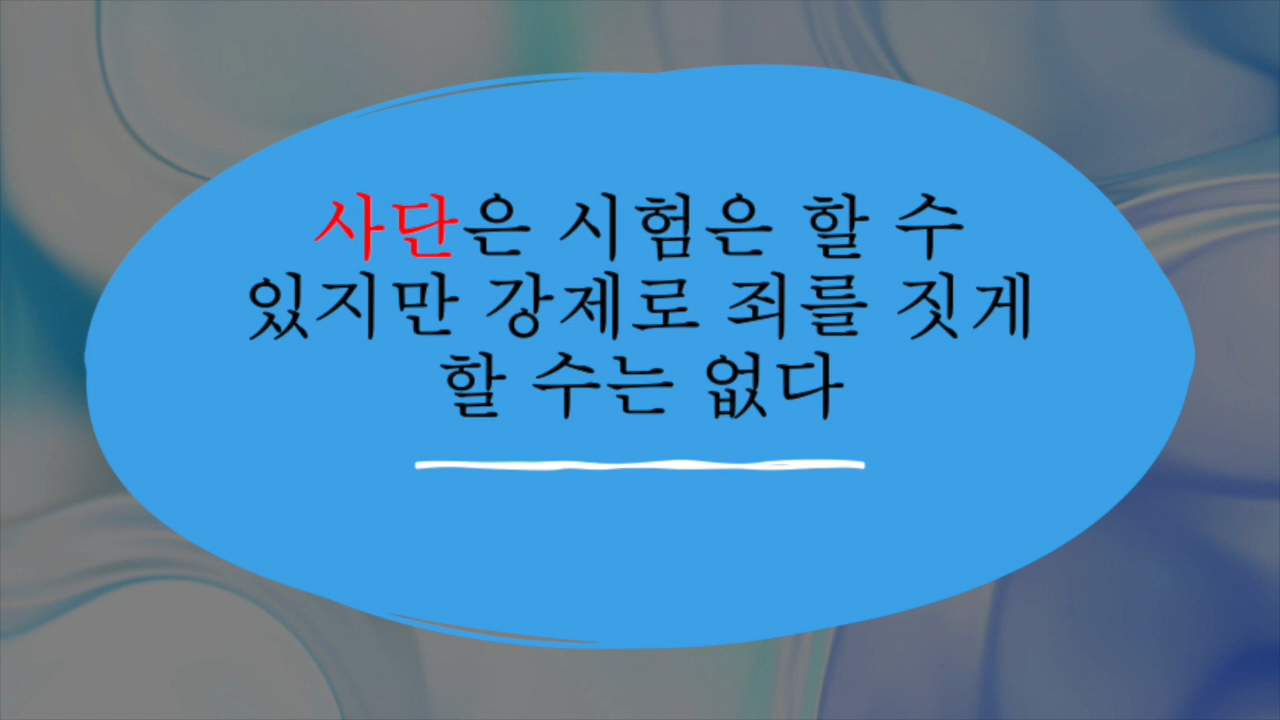 사단은 시험은 할 수
있지만 강제로 죄를 짓게
할 수는 없다